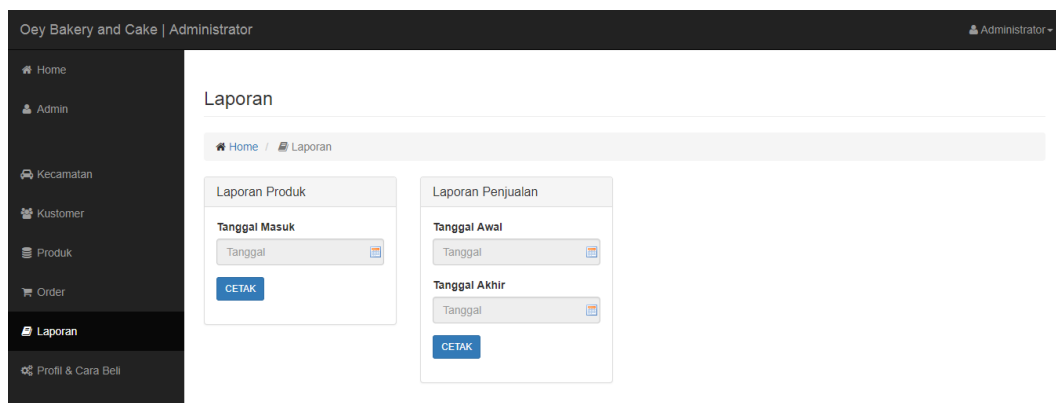 Oey Bakery and Cake | Administrator
Administrator
Home
Admin
Kecamatan
Kustomer
Produk
Order
Laporan
Profil & Cara Beli
Laporan
Home / Laporan
Laporan Produk
Tanggal Masuk
Tanggal
CETAK
Laporan Penjualan
Tanggal Awal
Tanggal
Tanggal Akhir
Tanggal
CETAK